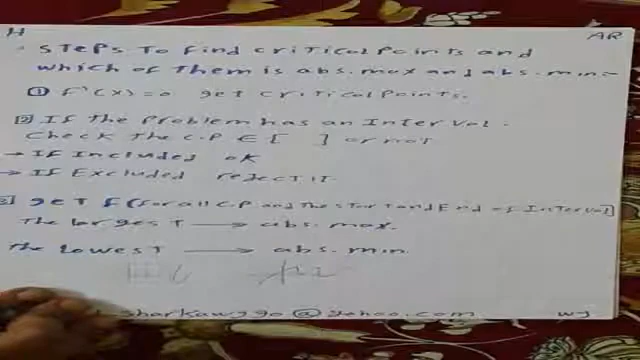 H AR
STEPS To find criTical PoinTs and
which of Them is abs.max and abs.min:-
① F'(x)=0 geT criTical PoinTs.
② If The Problem has an InTerval.
Check The C.P ∈ [ ] or noT
→ If Included ok
→ If Excluded rejecT iT
geT F(for all C.P and The sTarT and End of InTerval)
The largesT → abs. max.
The LowesT → abs. min.
sharkawy90@yahoo.com